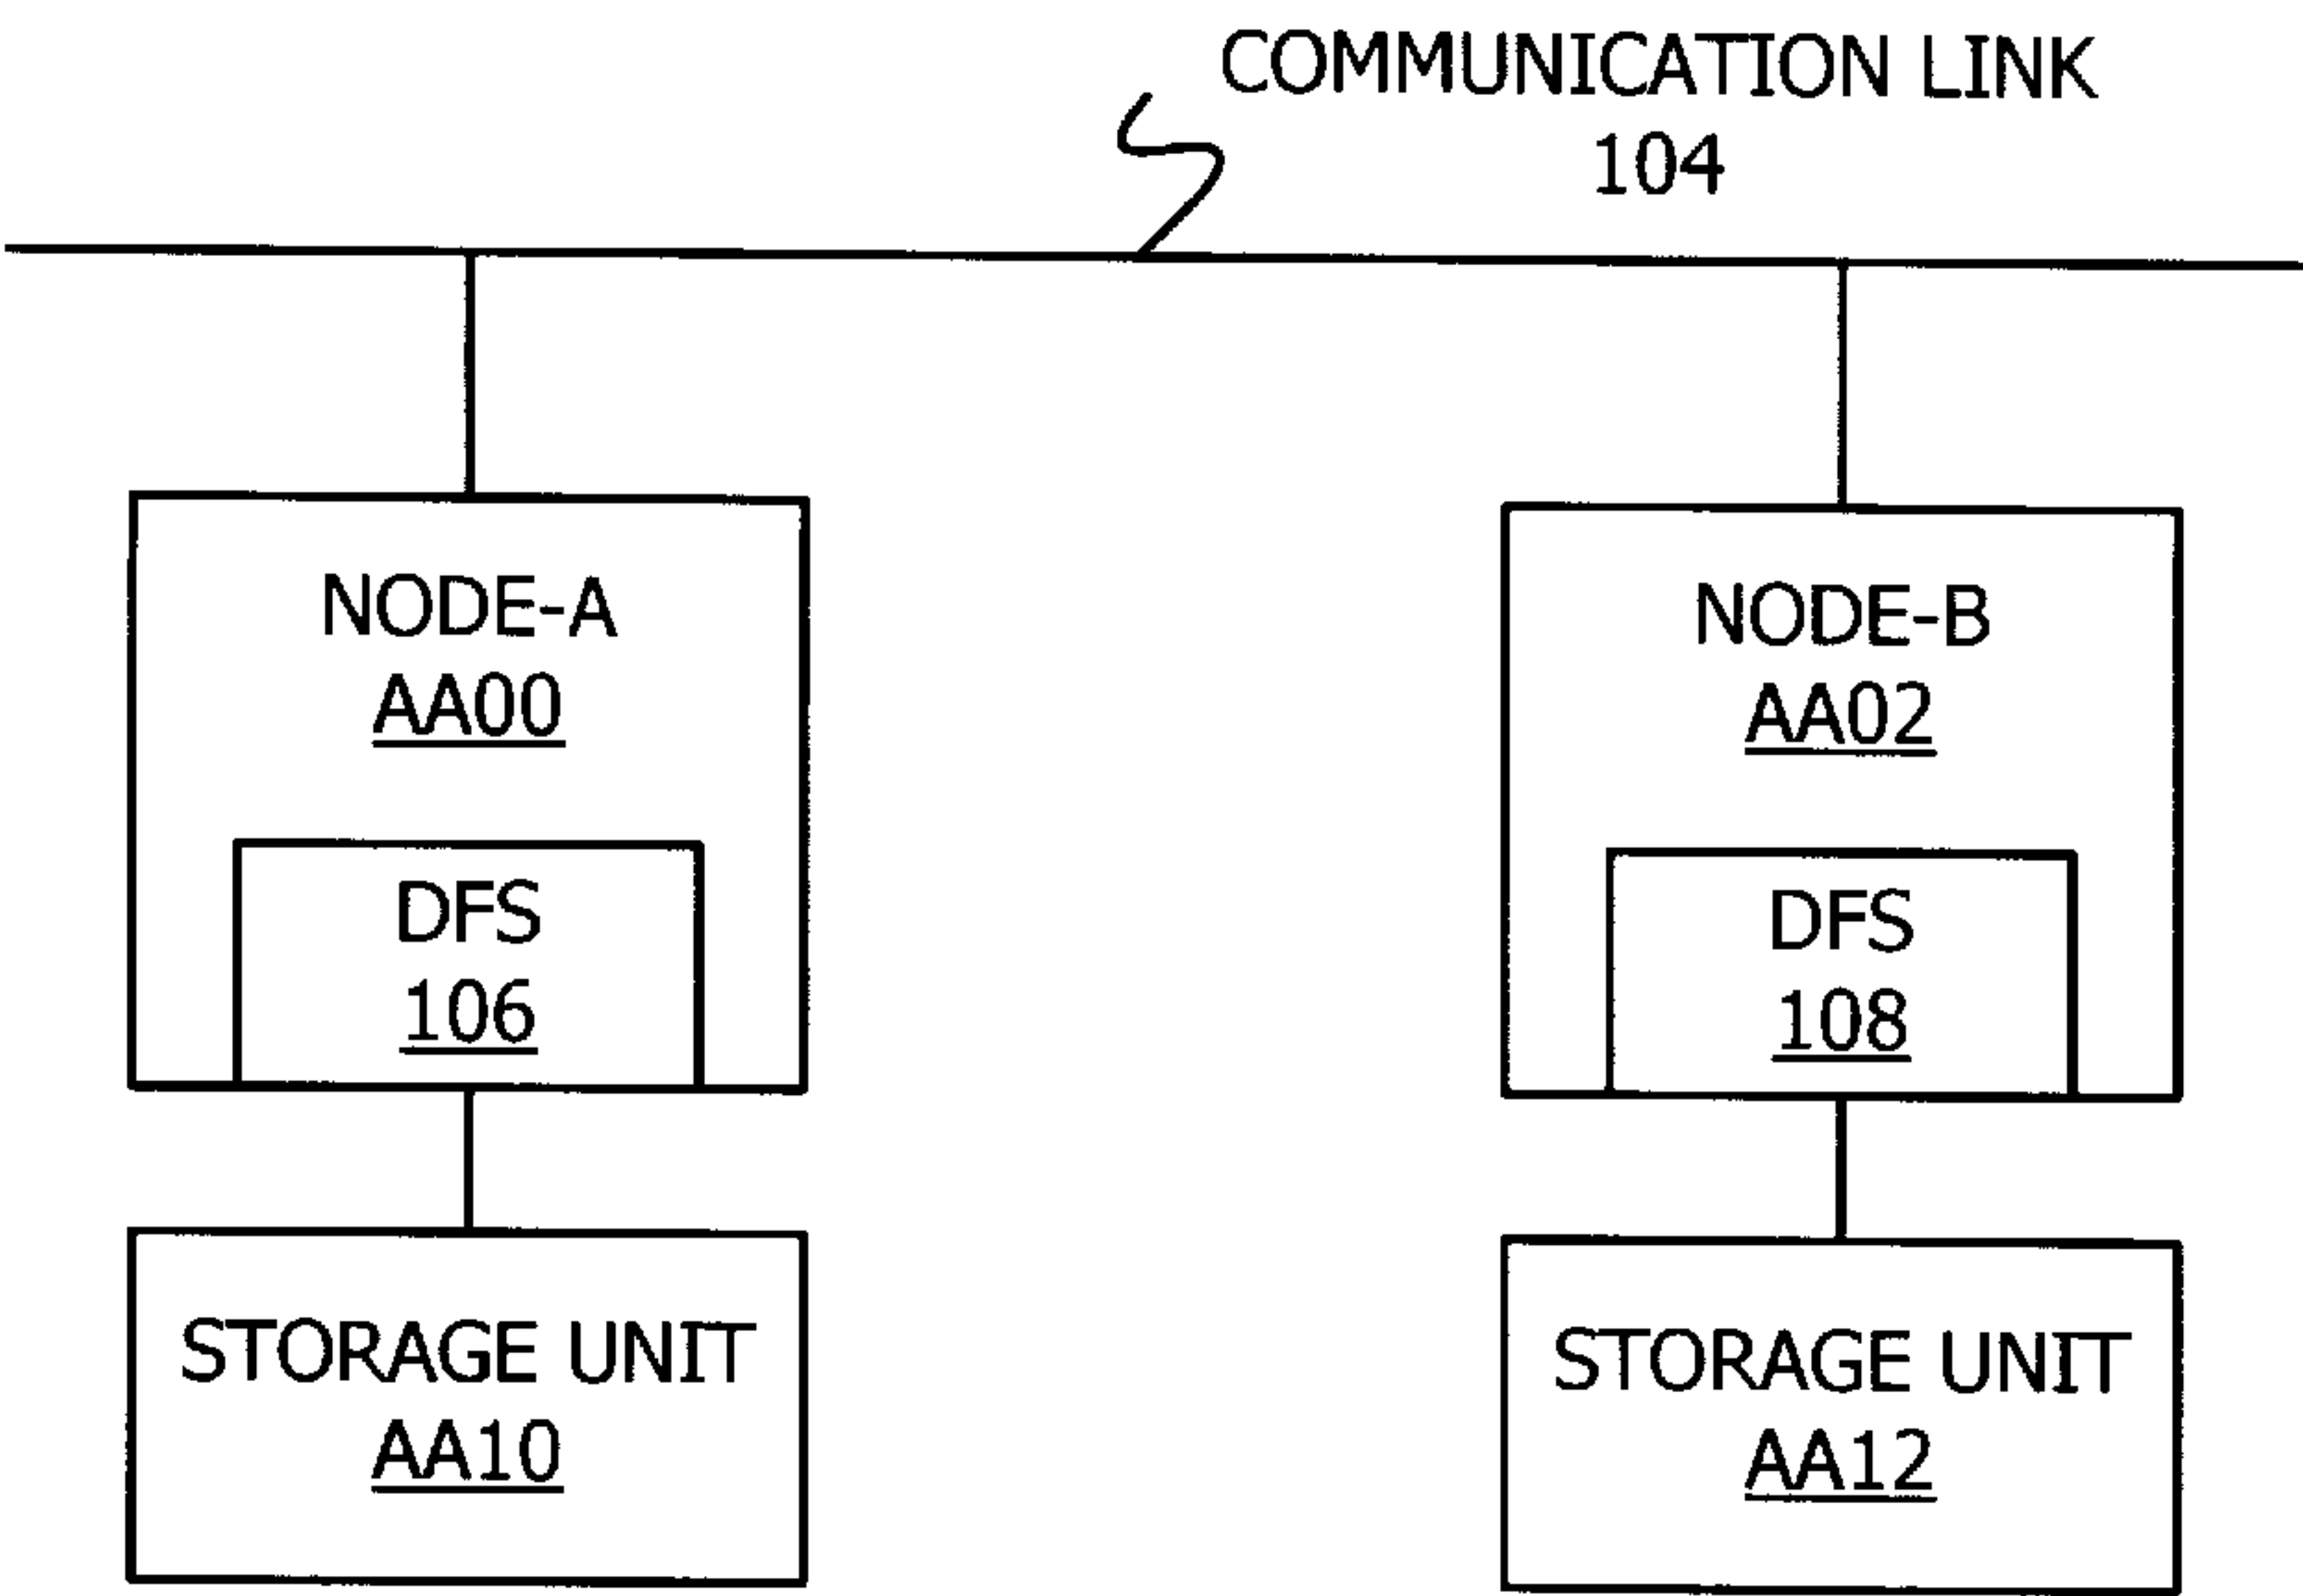 COMMUNICATION LINK
104
NODE-A
AA00
NODE-B
AA02
DFS
106
DFS
108
STORAGE UNIT
AA10
STORAGE UNIT
AA12